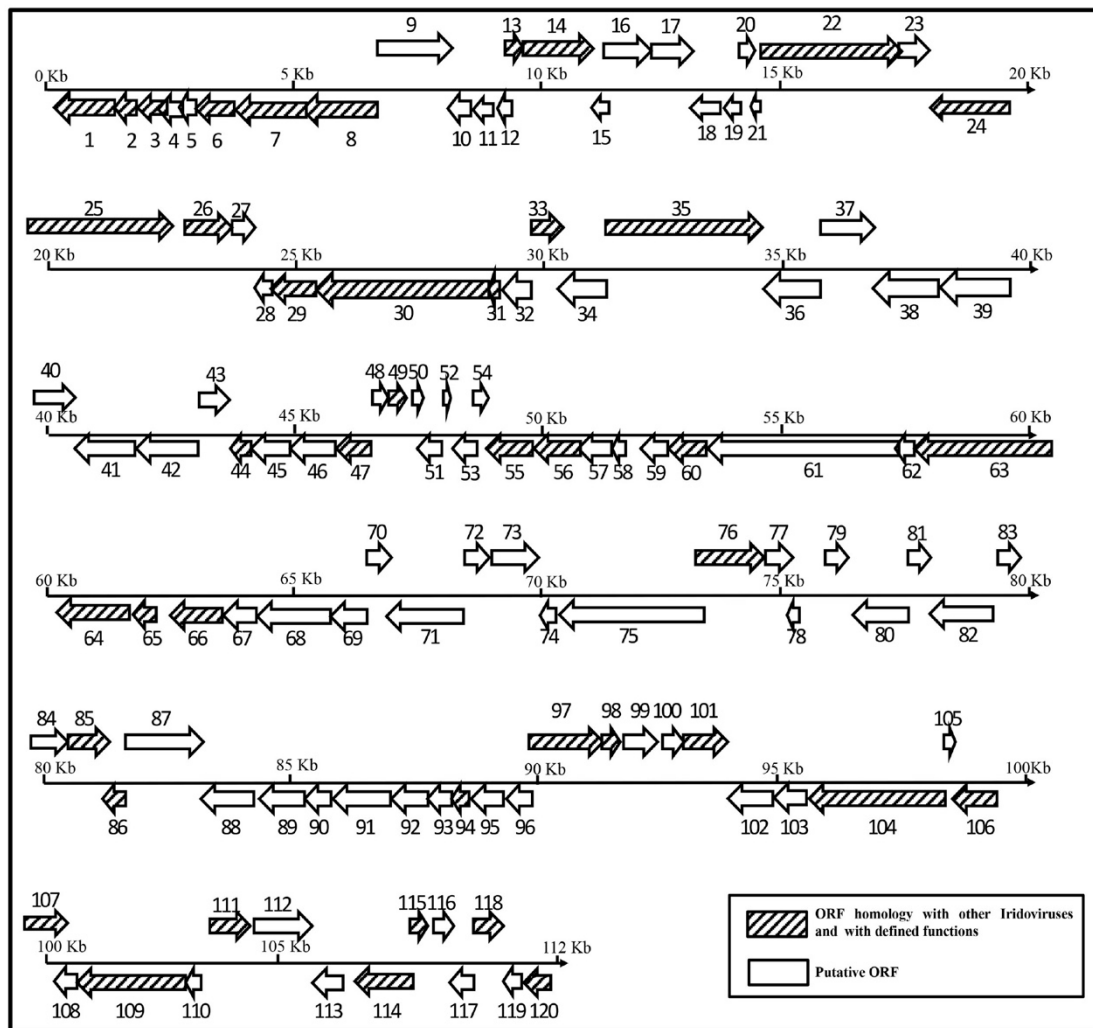 9 13 14 16 17 20 22 23
0 Kb 5 Kb 10 Kb 15 Kb 20 Kb
1 2 3 4 5 6 7 8 10 11 12 15 18 19 21 24
25 26 27 33 35 37
20 Kb 25 Kb 30 Kb 35 Kb 40 Kb
28 29 30 31 32 34 36 38 39
40 43 48 49 50 52 54
40 Kb 45 Kb 50 Kb 55 Kb 60 Kb
41 42 44 45 46 47 51 53 55 56 57 58 59 60 61 62 63
70 72 73 76 77 79 81 83
60 Kb 65 Kb 70 Kb 75 Kb 80 Kb
64 65 66 67 68 69 71 74 75 78 80 82
84 85 87 97 98 99 100 101 105
80 Kb 85 Kb 90 Kb 95 Kb 100 Kb
86 88 89 90 91 92 93 94 95 96 102 103 104 106
107 111 112 115 116 118
100 Kb 105 Kb 112 Kb
108 109 110 113 114 117 119 120
ORF homology with other Iridoviruses
and with defined functions
Putative ORF